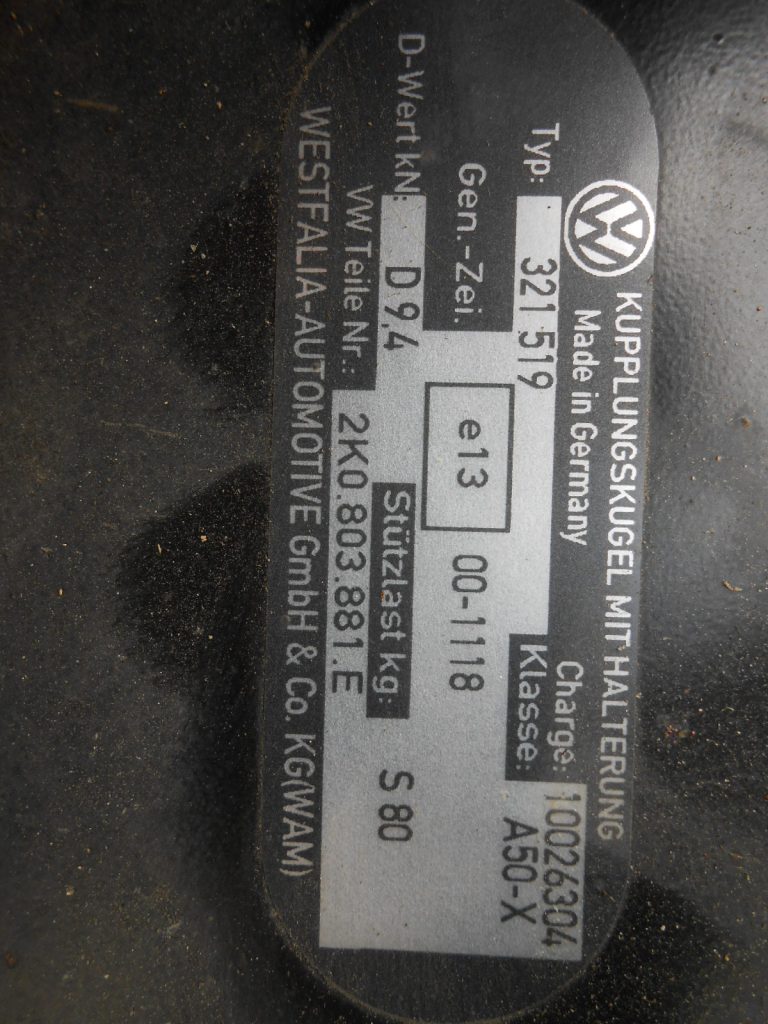 KUPPLUNGSKUGEL MIT HALTERUNG
Made in Germany
Charge: 10026304
Typ: 321 519 Klasse: A50-X
Gen.-Zei. e13 00-1118
D-Wert kN: D 9,4 Stützlast kg: S 80
VW Teile Nr.: 2K0.803.881.E
WESTFALIA-AUTOMOTIVE GmbH & Co. KG(WAM)